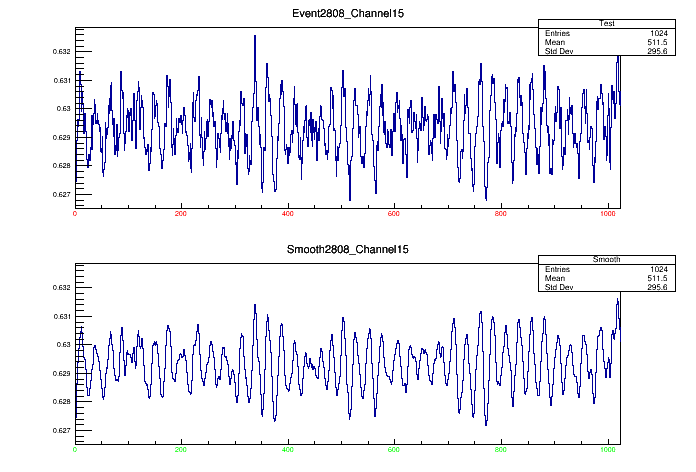 Event2808_Channel15
Test
Entries 1024
Mean 511.5
Std Dev 295.6
0.632
0.631
0.63
0.629
0.628
0.627
0 200 400 600 800 1000
Smooth2808_Channel15
Smooth
Entries 1024
Mean 511.5
Std Dev 295.6
0.632
0.631
0.63
0.629
0.628
0.627
0 200 400 600 800 1000